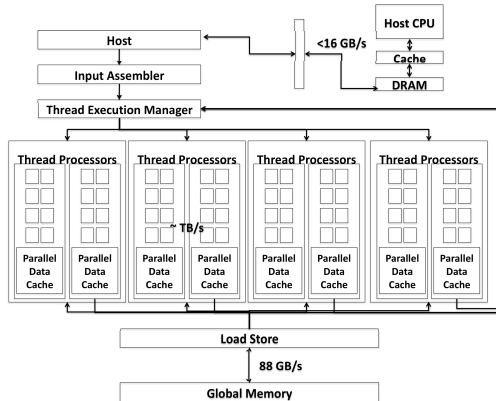 Host CPU
Host
<16 GB/s
Cache
Input Assembler
DRAM
Thread Execution Manager
Thread Processors
Thread Processors
Thread Processors
Thread Processors
~ TB/s
Parallel
Data
Cache
Parallel
Data
Cache
Parallel
Data
Cache
Parallel
Data
Cache
Parallel
Data
Cache
Parallel
Data
Cache
Parallel
Data
Cache
Parallel
Data
Cache
Load Store
88 GB/s
Global Memory